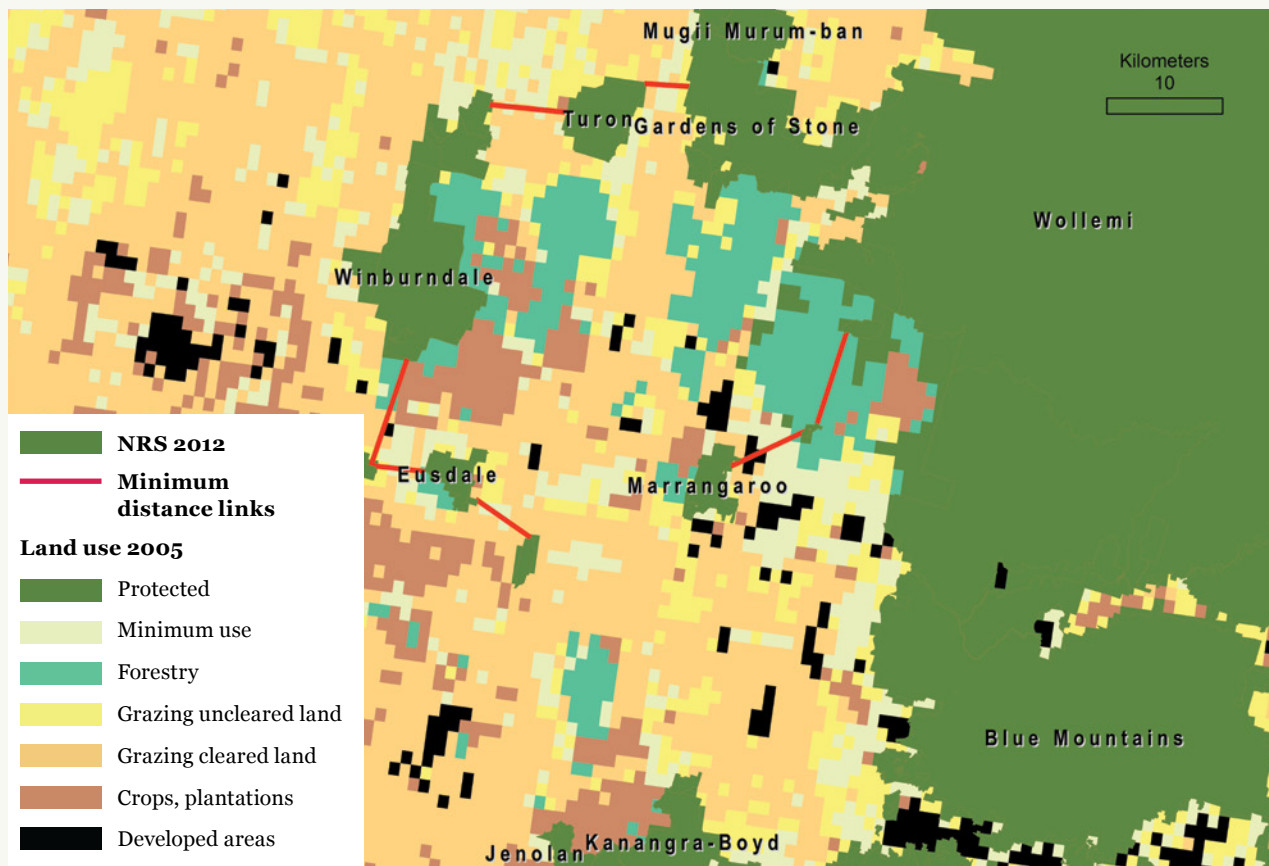 Mugii Murum-ban
Kilometers
10
Turon
Gardens of Stone
Wollemi
Winburndale
Eusdale
Marrangaroo
Blue Mountains
Kanangra-Boyd
Jenolan
NRS 2012
Minimum
distance links
Land use 2005
Protected
Minimum use
Forestry
Grazing uncleared land
Grazing cleared land
Crops, plantations
Developed areas